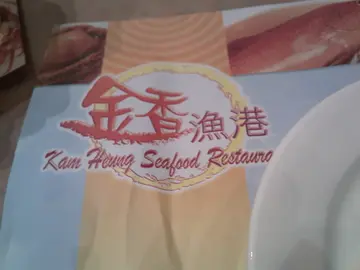 金香漁港
Kam Heung Seafood Restauro